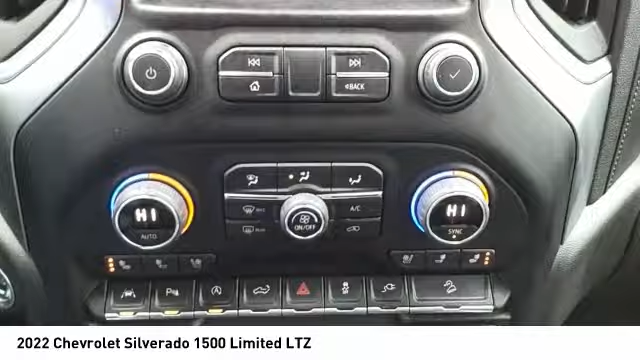 ◁BACK
HI
HI
AUTO
ON/OFF
A/C
SYNC
2022 Chevrolet Silverado 1500 Limited LTZ